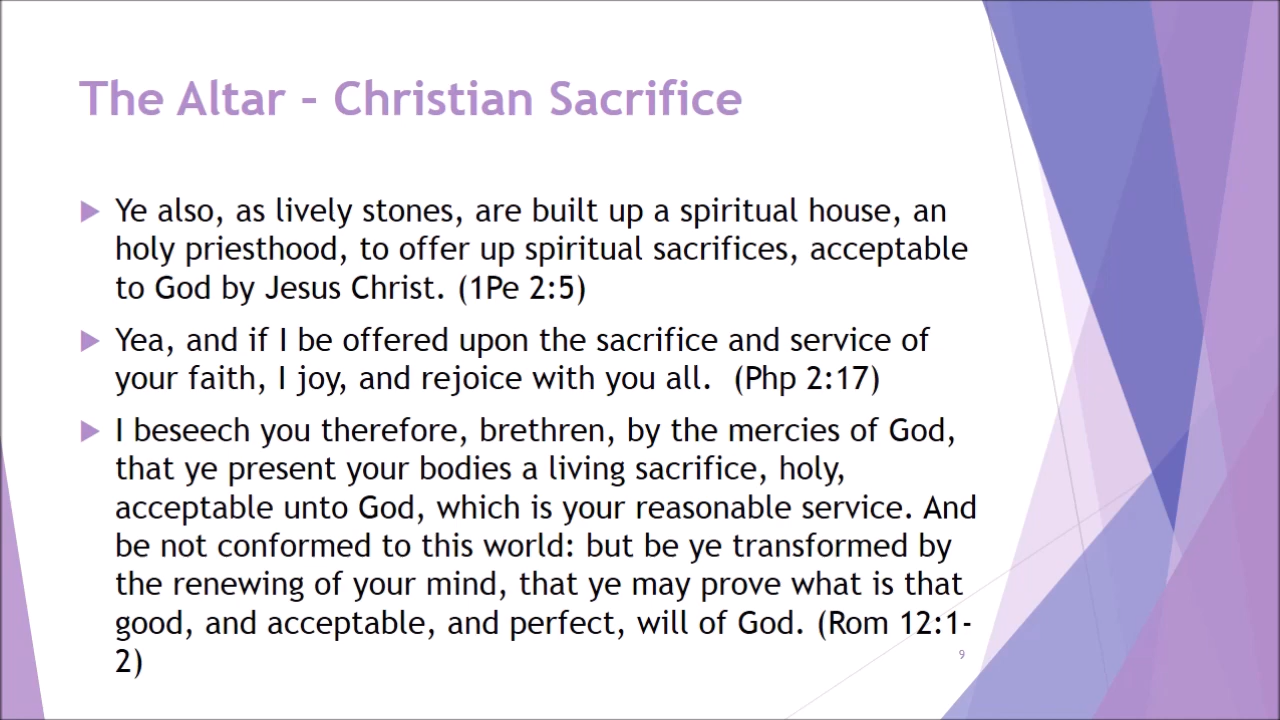 The Altar - Christian Sacrifice
Ye also, as lively stones, are built up a spiritual house, an
holy priesthood, to offer up spiritual sacrifices, acceptable
to God by Jesus Christ. (1Pe 2:5)
Yea, and if I be offered upon the sacrifice and service of
your faith, I joy, and rejoice with you all.  (Php 2:17)
I beseech you therefore, brethren, by the mercies of God,
that ye present your bodies a living sacrifice, holy,
acceptable unto God, which is your reasonable service. And
be not conformed to this world: but be ye transformed by
the renewing of your mind, that ye may prove what is that
good, and acceptable, and perfect, will of God. (Rom 12:1-
2)
9